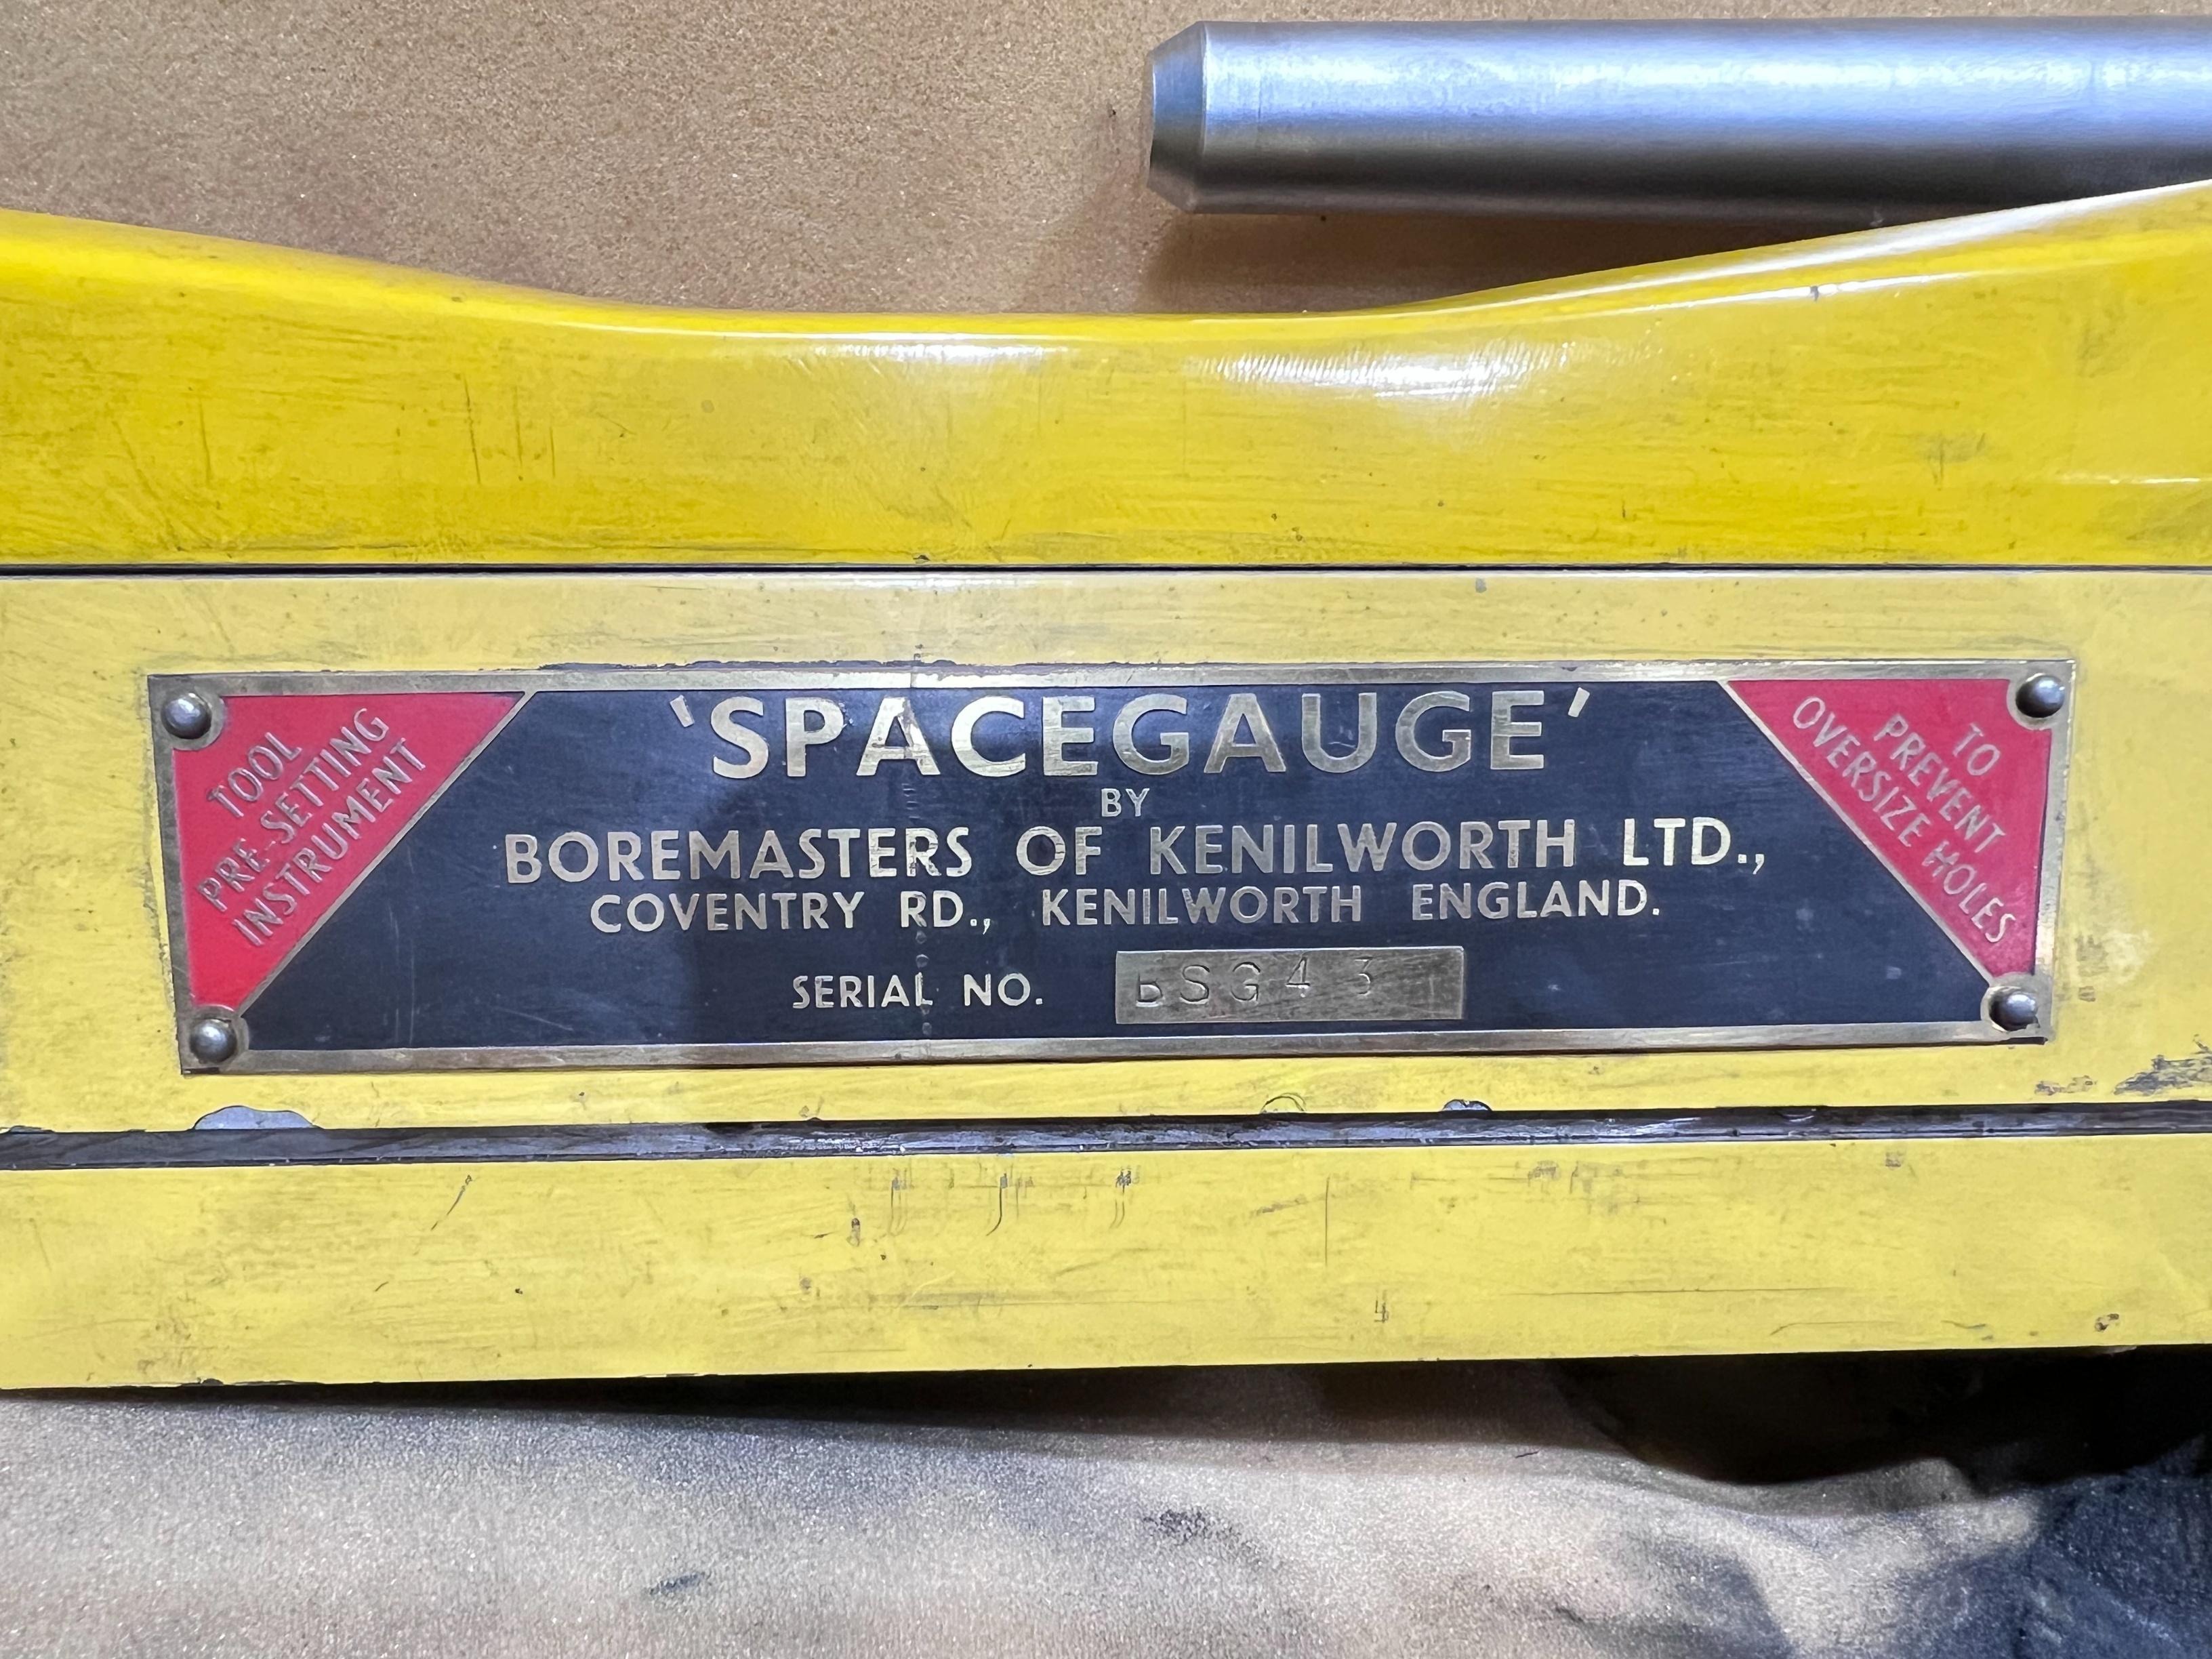 TOOL
PRE-SETTING
INSTRUMENT
'SPACEGAUGE'
BY
BOREMASTERS OF KENILWORTH LTD.,
COVENTRY RD., KENILWORTH ENGLAND.
SERIAL NO. BSG43
TO
PREVENT
OVERSIZE HOLES